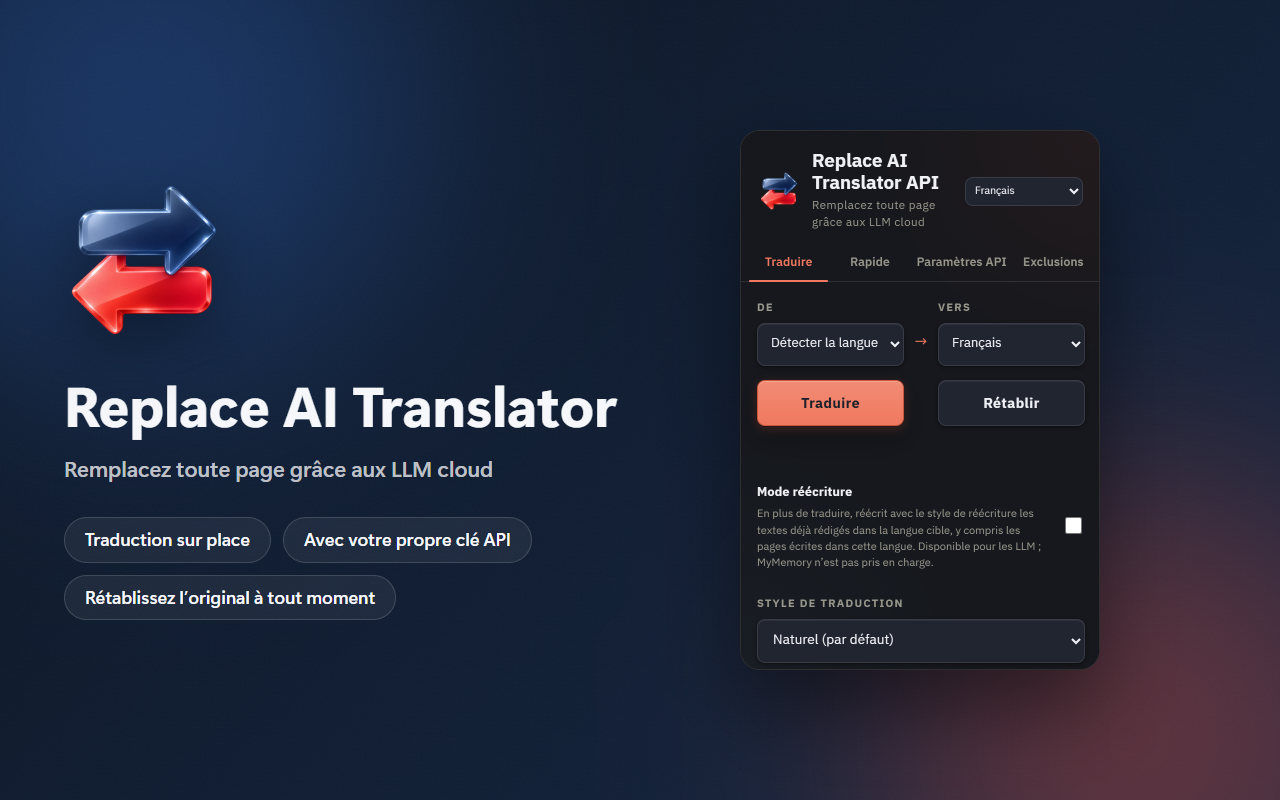 Replace AI Translator
Remplacez toute page grâce aux LLM cloud
Traduction sur place
Avec votre propre clé API
Rétablissez l’original à tout moment
Replace AI
Translator API
Remplacez toute page
grâce aux LLM cloud
Français
Traduire
Rapide
Paramètres API
Exclusions
DE
VERS
Détecter la langue
→
Français
Traduire
Rétablir
Mode réécriture
En plus de traduire, réécrit avec le style de réécriture les
textes déjà rédigés dans la langue cible, y compris les
pages écrites dans cette langue. Disponible pour les LLM ;
MyMemory n’est pas pris en charge.
STYLE DE TRADUCTION
Naturel (par défaut)